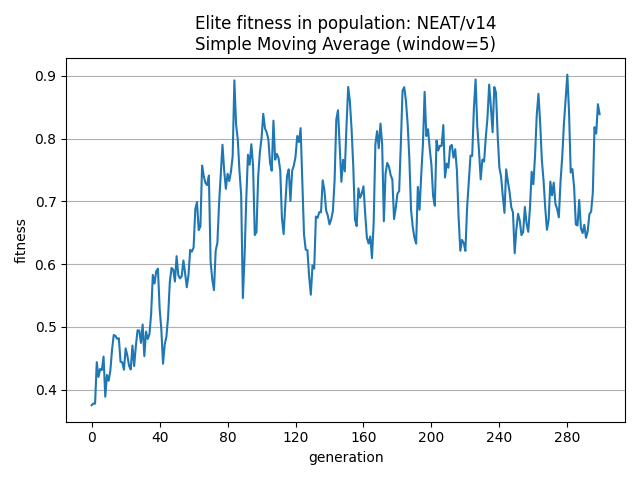 Elite fitness in population: NEAT/v14
Simple Moving Average (window=5)
fitness
0.9
0.8
0.7
0.6
0.5
0.4
0 40 80 120 160 200 240 280
generation